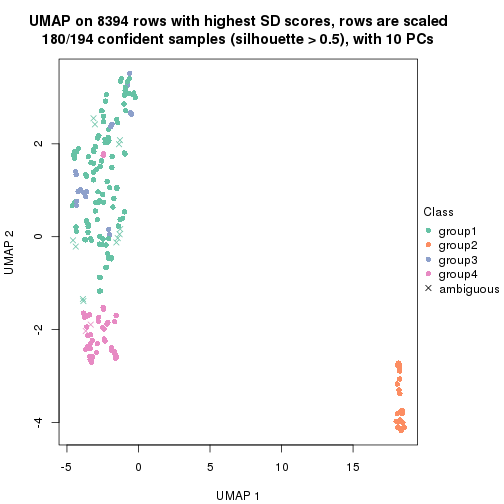 UMAP on 8394 rows with highest SD scores, rows are scaled
180/194 confident samples (silhouette > 0.5), with 10 PCs
2
0
-2
-4
UMAP 2
-5 0 5 10 15
UMAP 1
Class
group1
group2
group3
group4
ambiguous